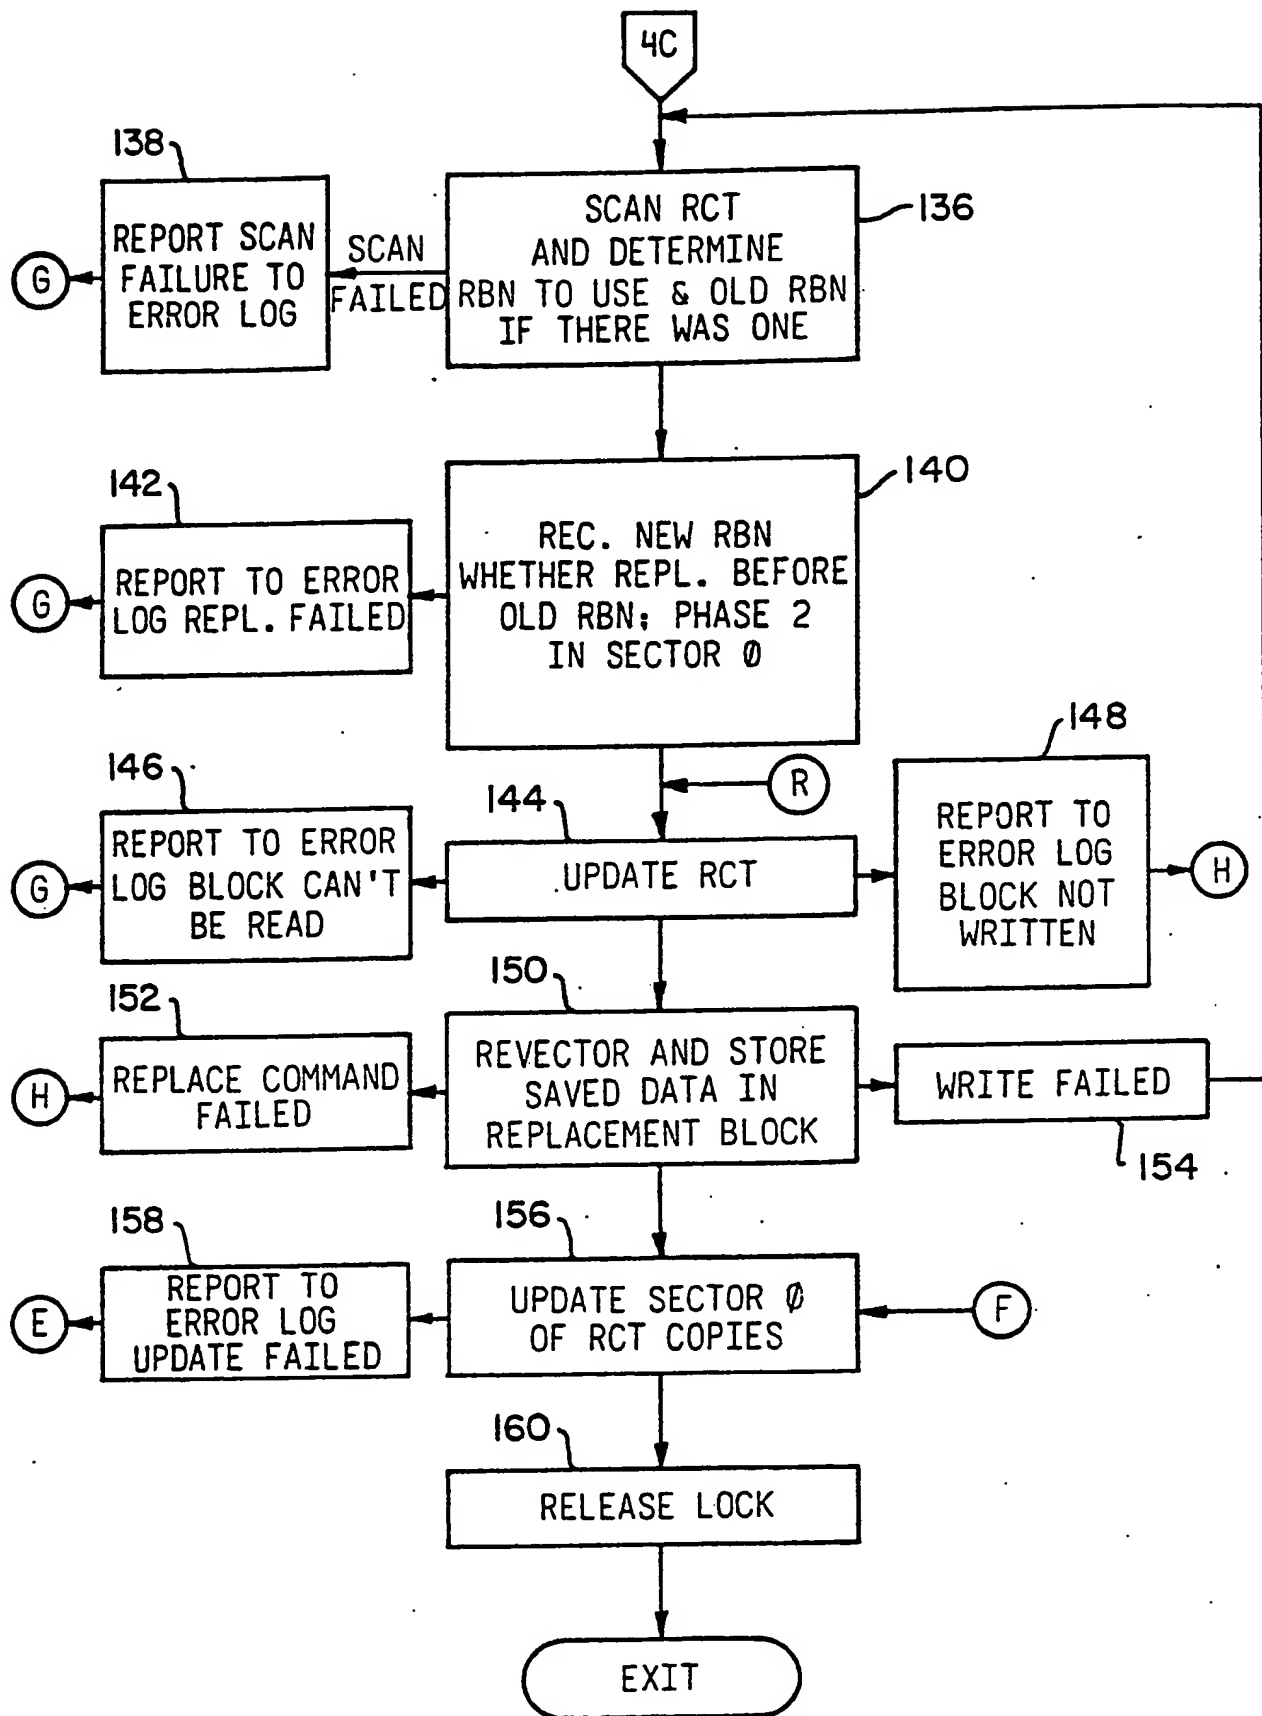 4C
138
REPORT SCAN
FAILURE TO
ERROR LOG
G
SCAN
FAILED
SCAN RCT
AND DETERMINE
RBN TO USE & OLD RBN
IF THERE WAS ONE
136
142
REPORT TO ERROR
LOG REPL. FAILED
G
REC. NEW RBN
WHETHER REPL. BEFORE
OLD RBN; PHASE 2
IN SECTOR Ø
140
R
146
REPORT TO ERROR
LOG BLOCK CAN'T
BE READ
G
144
UPDATE RCT
148
REPORT TO
ERROR LOG
BLOCK NOT
WRITTEN
H
152
REPLACE COMMAND
FAILED
H
150
REVECTOR AND STORE
SAVED DATA IN
REPLACEMENT BLOCK
WRITE FAILED
154
158
REPORT TO
ERROR LOG
UPDATE FAILED
E
156
UPDATE SECTOR Ø
OF RCT COPIES
F
160
RELEASE LOCK
EXIT